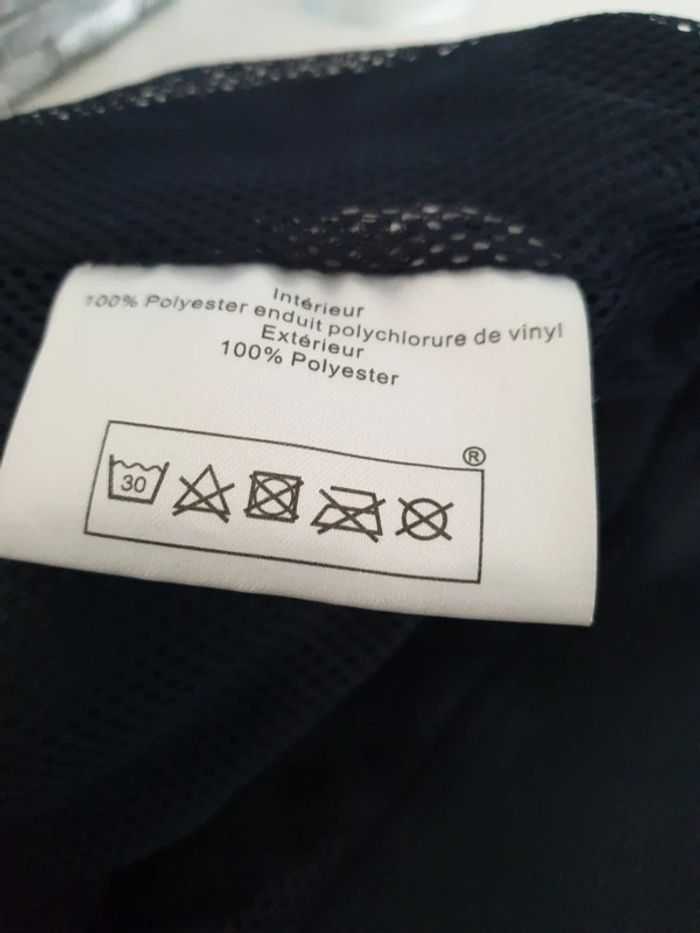 Intérieur
100% Polyester enduit polychlorure de vinyl
Extérieur
100% Polyester
®
30